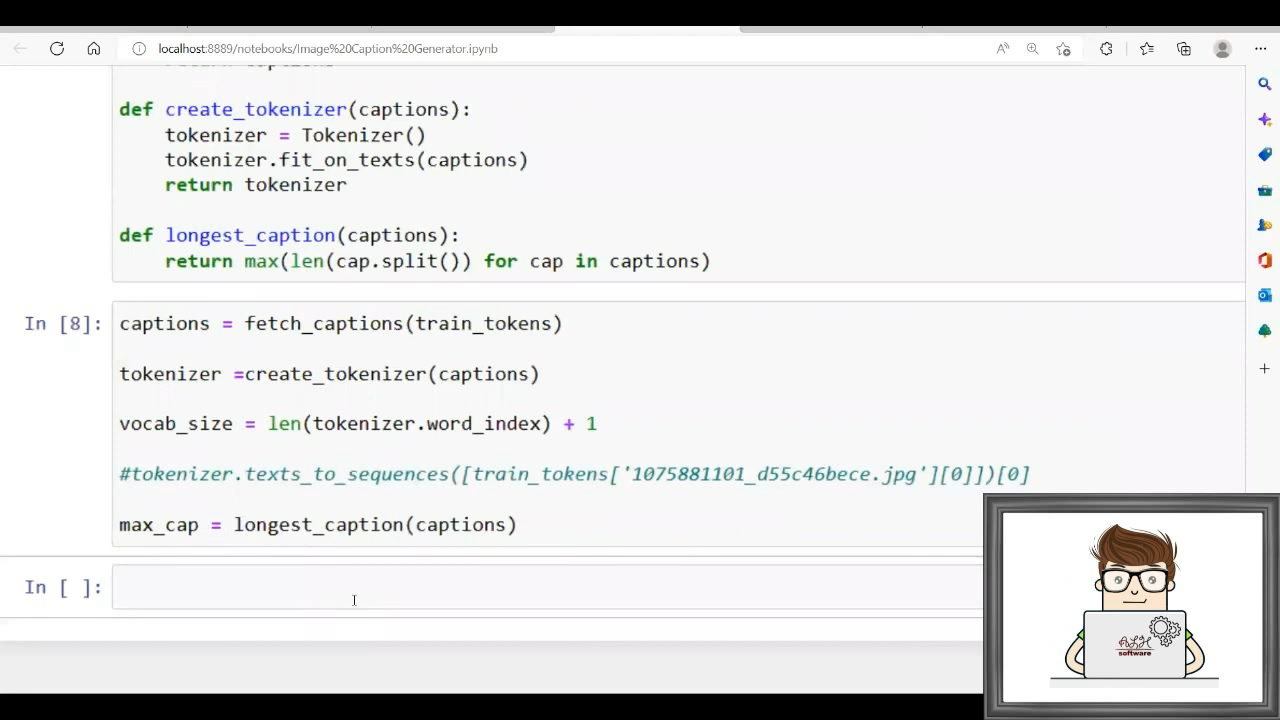 localhost:8889/notebooks/Image%20Caption%20Generator.ipynb
def create_tokenizer(captions):
    tokenizer = Tokenizer()
    tokenizer.fit_on_texts(captions)
    return tokenizer
def longest_caption(captions):
    return max(len(cap.split()) for cap in captions)
In [8]:
captions = fetch_captions(train_tokens)
tokenizer =create_tokenizer(captions)
vocab_size = len(tokenizer.word_index) + 1
#tokenizer.texts_to_sequences([train_tokens['1075881101_d55c46bece.jpg'][0]])[0]
max_cap = longest_caption(captions)
In [ ]:
software